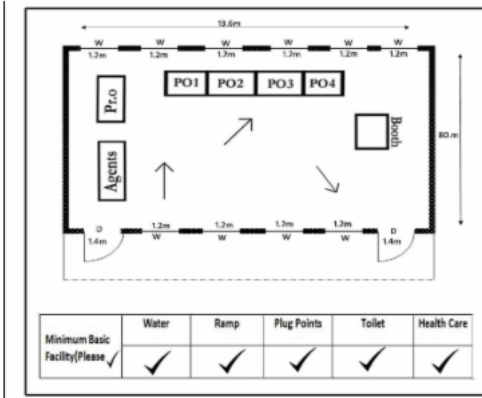 13.6m
W W W W W W
1.2m 1.2m 1.2m 1.2m 1.2m 1.2m
PO1 PO2 PO3 PO4
Pr.o
Booth
80.m
Agents
D 1.2m 1.2m 1.2m 1.2m D
1.4m W W W W 1.4m
Water Ramp Plug Points Toilet Health Care
Minimum Basic
Facility(Please ✓ ✓ ✓ ✓ ✓ ✓